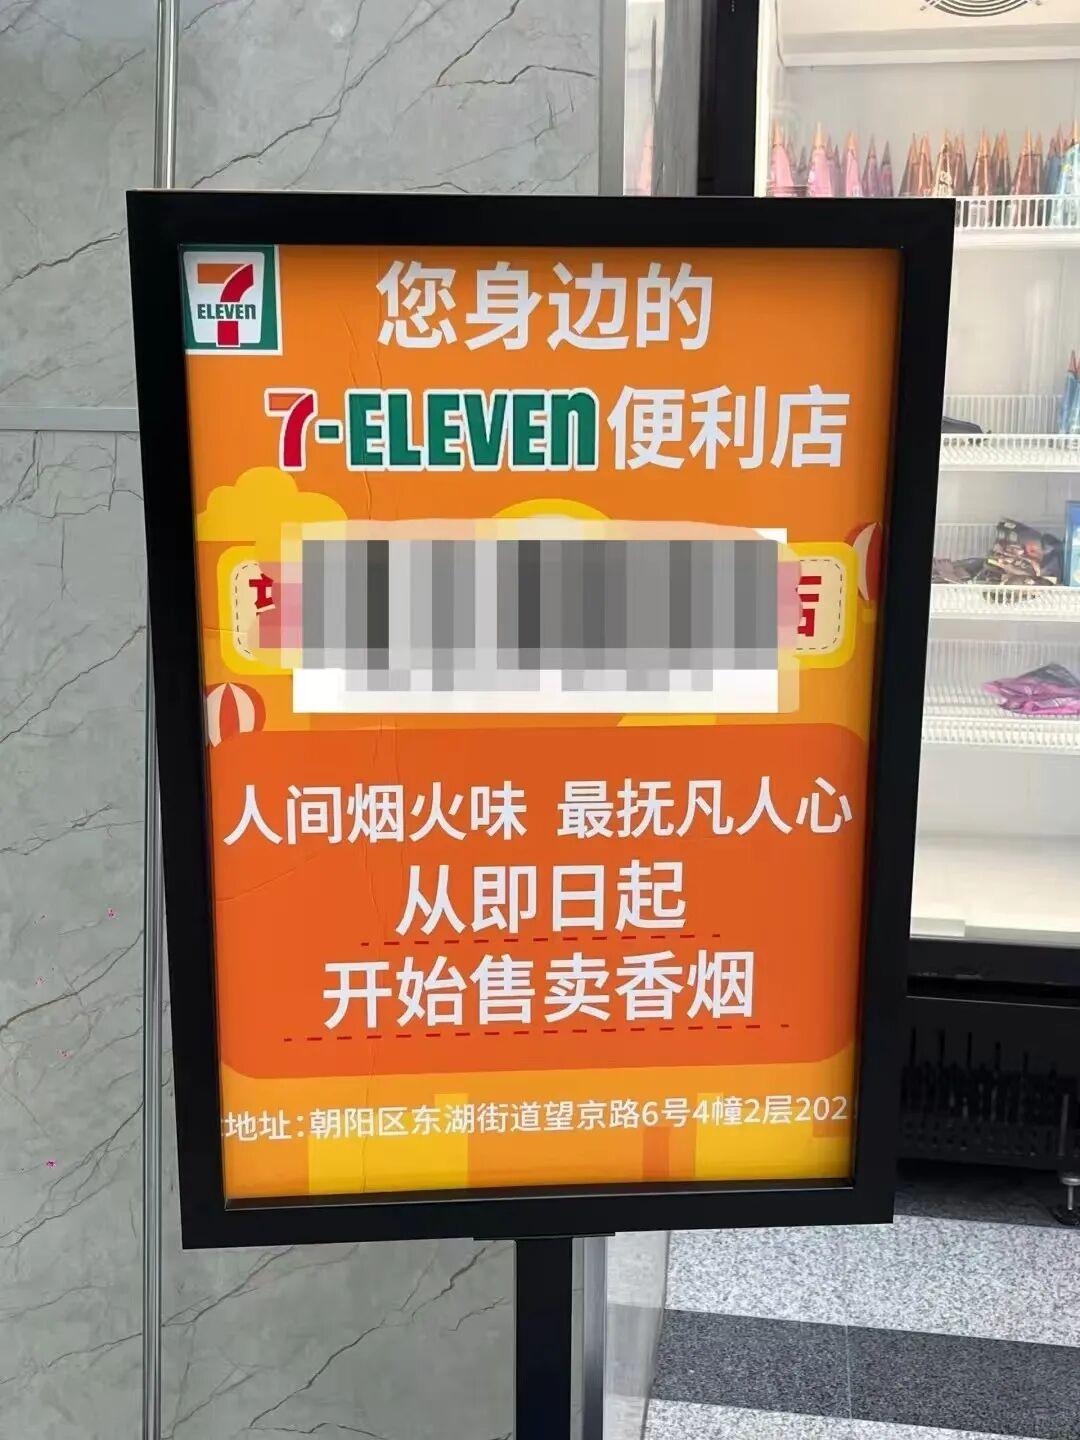 7
ELEVEn
您身边的
7-ELEVEn便利店
店
人间烟火味 最抚凡人心
从即日起
开始售卖香烟
地址:朝阳区东湖街道望京路6号4幢2层202